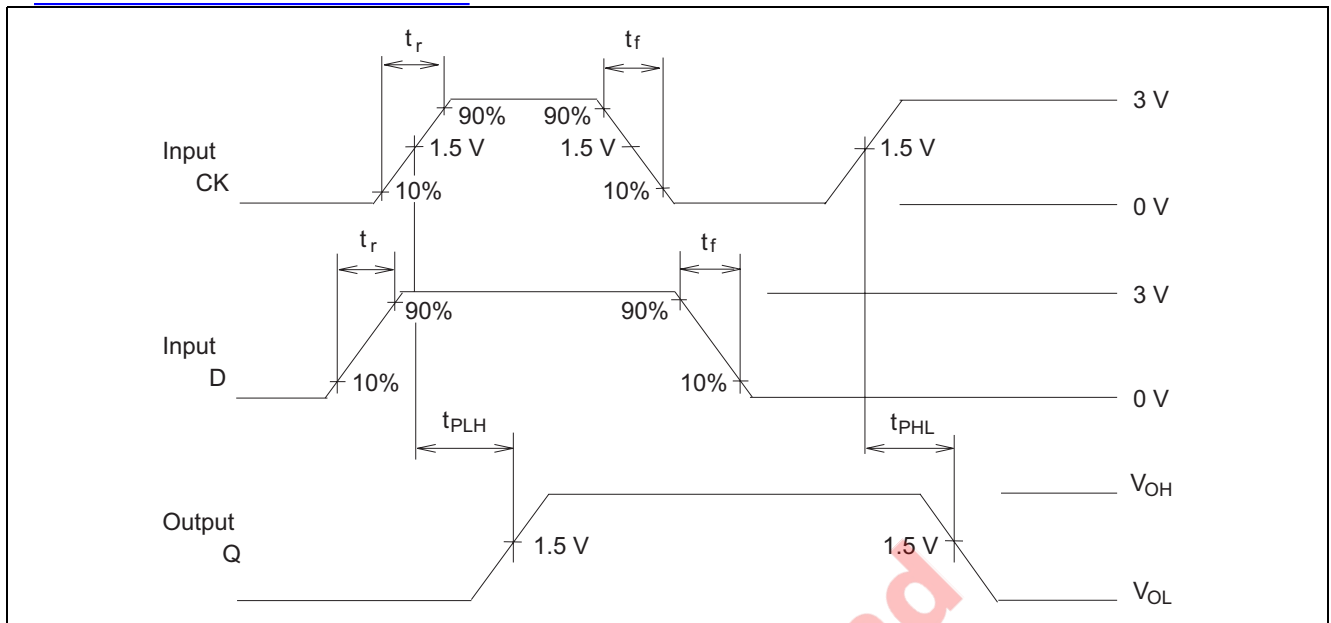 tr
tf
3 V
90%
90%
Input
CK
1.5 V
1.5 V
1.5 V
10%
10%
0 V
tr
tf
3 V
90%
90%
Input
D
10%
10%
0 V
tPLH
tPHL
VOH
Output
Q
1.5 V
1.5 V
VOL